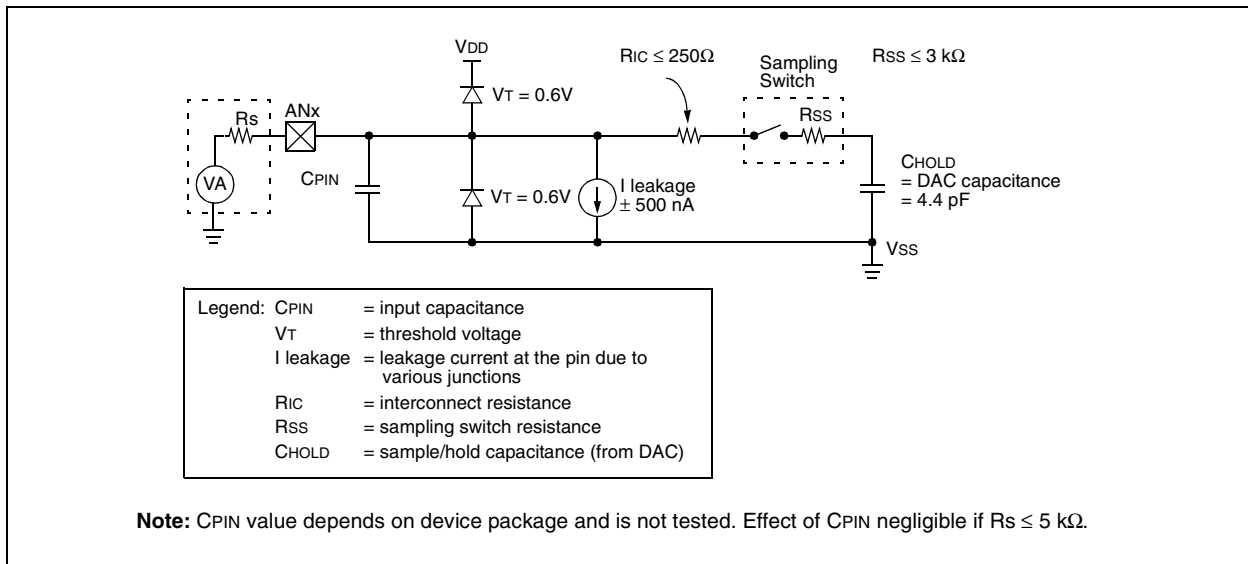 VDD
RIC ≤ 250Ω
Sampling
Switch
RSS ≤ 3 kΩ
VT = 0.6V
Rs
ANx
RSS
VA
CPIN
VT = 0.6V
I leakage
± 500 nA
CHOLD
= DAC capacitance
= 4.4 pF
VSS
Legend: CPIN = input capacitance
VT = threshold voltage
I leakage = leakage current at the pin due to
various junctions
RIC = interconnect resistance
RSS = sampling switch resistance
CHOLD = sample/hold capacitance (from DAC)
Note: CPIN value depends on device package and is not tested. Effect of CPIN negligible if Rs ≤ 5 kΩ.